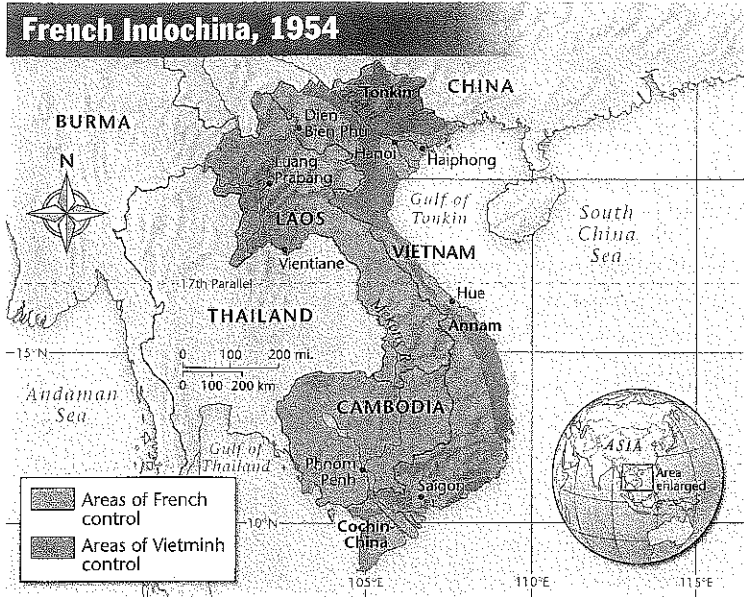 French Indochina, 1954
CHINA
Tonkin
BURMA
Dien
Bien Phu
Hanoi
Haiphong
N
Luang
Prabang
Gulf of
Tonkin
South
China
Sea
LAOS
VIETNAM
Vientiane
17th Parallel
Hue
THAILAND
Mekong R.
Annam
15°N
0 100 200 mi.
0 100 200 km
Andaman
Sea
CAMBODIA
ASIA
Area
enlarged
Gulf of
Thailand
Phnom
Penh
Saigon
Areas of French
control
10°N
Cochin-
China
Areas of Vietminh
control
105°E
110°E
115°E